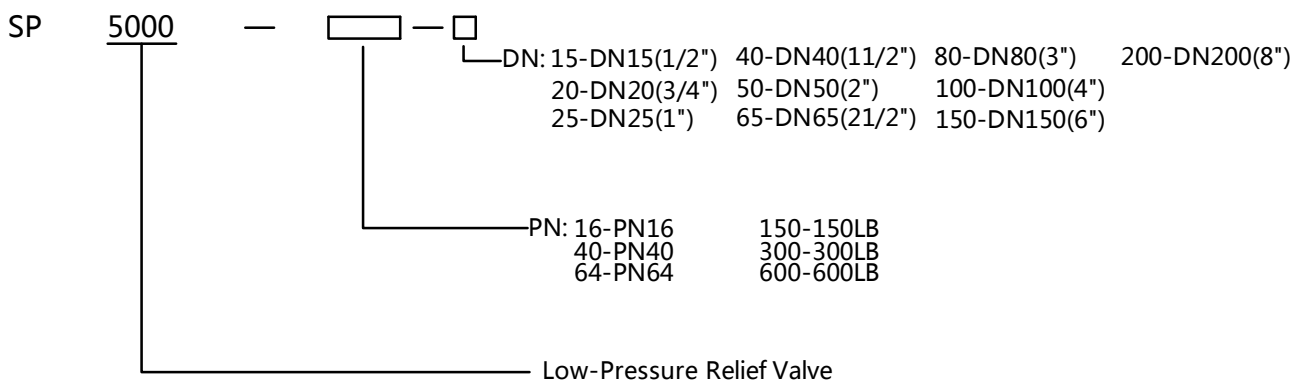 SP 5000 — —
DN: 15-DN15(1/2") 40-DN40(11/2") 80-DN80(3") 200-DN200(8")
20-DN20(3/4") 50-DN50(2") 100-DN100(4")
25-DN25(1") 65-DN65(21/2") 150-DN150(6")
PN: 16-PN16 150-150LB
40-PN40 300-300LB
64-PN64 600-600LB
Low-Pressure Relief Valve